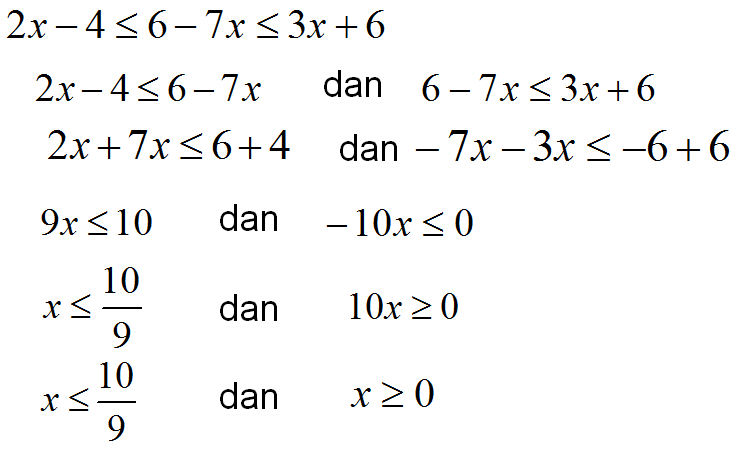 2x − 4 ≤ 6 − 7x ≤ 3x + 6
2x − 4 ≤ 6 − 7x dan 6 − 7x ≤ 3x + 6
2x + 7x ≤ 6 + 4 dan − 7x − 3x ≤ −6 + 6
9x ≤ 10 dan −10x ≤ 0
x ≤ 10/9 dan 10x ≥ 0
x ≤ 10/9 dan x ≥ 0